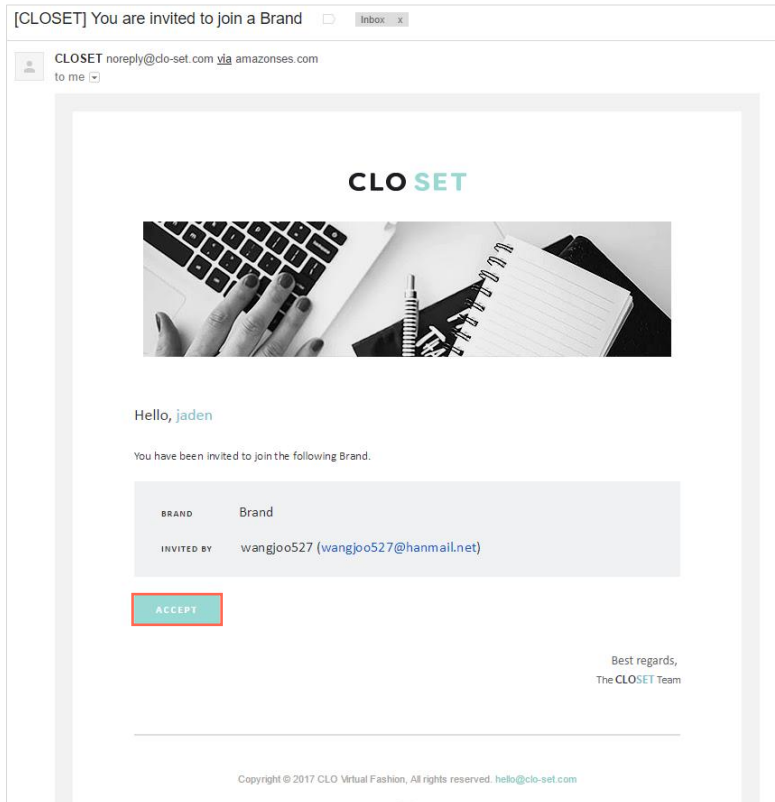 [CLOSET] You are invited to join a Brand Inbox x
CLOSET noreply@clo-set.com via amazonses.com
to me
CLO SET
THA
Hello, jaden
You have been invited to join the following Brand.
BRAND Brand
INVITED BY wangjoo527 (wangjoo527@hanmail.net)
ACCEPT
Best regards,
The CLOSET Team
Copyright © 2017 CLO Virtual Fashion, All rights reserved. hello@clo-set.com